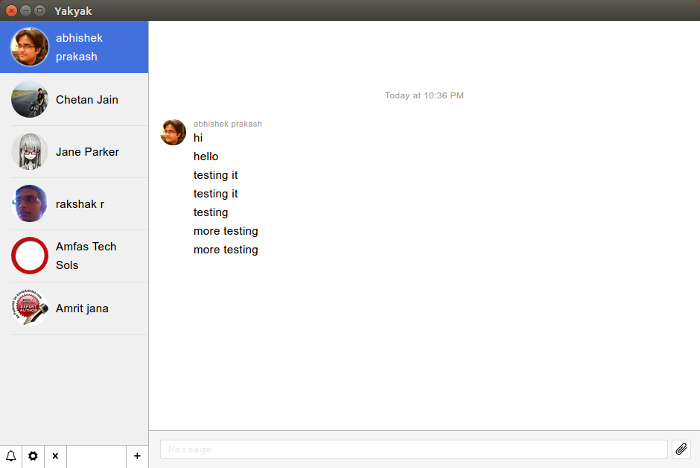 Yakyak
abhishek
prakash
Chetan Jain
Jane Parker
rakshak r
Amfas Tech
Sols
Amrit jana
Today at 10:36 PM
abhishek prakash
hi
hello
testing it
testing it
testing
more testing
more testing
Message